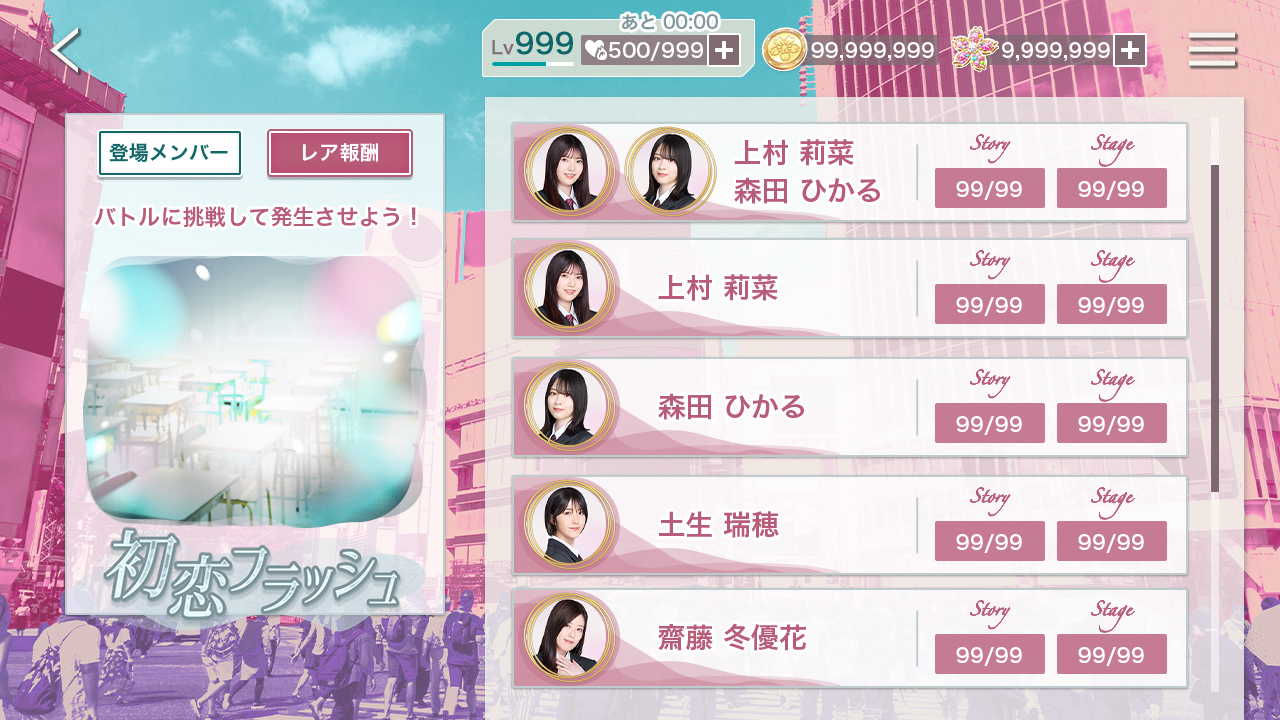 あと 00:00
Lv999
500/999
99,999,999
9,999,999
登場メンバー
レア報酬
バトルに挑戦して発生させよう！
初恋フラッシュ
上村 莉菜
森田 ひかる
Story
Stage
99/99
99/99
上村 莉菜
Story
Stage
99/99
99/99
森田 ひかる
Story
Stage
99/99
99/99
土生 瑞穂
Story
Stage
99/99
99/99
齋藤 冬優花
Story
Stage
99/99
99/99